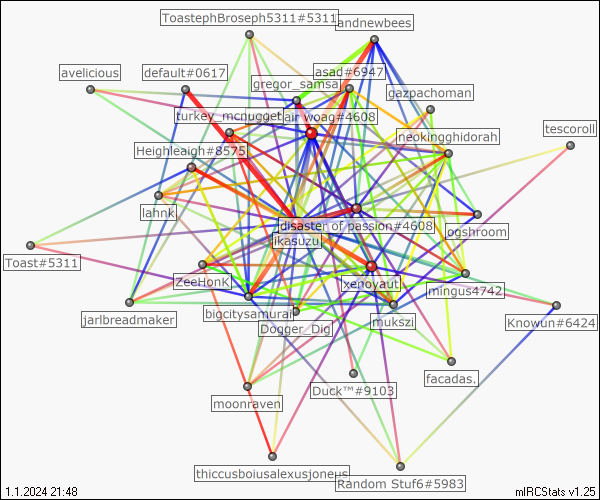 ToastephBroseph5311#5311
andnewbees
avelicious
default#0617
asad#6947
gregor_samsa
gazpachoman
turkey_mcnugget
air woag#4608
neokingghidorah
tescoroll
Heighleaigh#8575
lahnk
disaster of passion#4608
jogshroom
likasuzu
Toast#5311
ZeeHonK
xenoyaut
mingus4742
bigcitysamurai
jarlbreadmaker
Dogger_Dig
mukszi
Knowun#6424
facadas.
Duck™#9103
moonraven
thiccusboiusalexusjoneus
Random Stuf6#5983
1.1.2024 21:48
mIRCStats v1.25